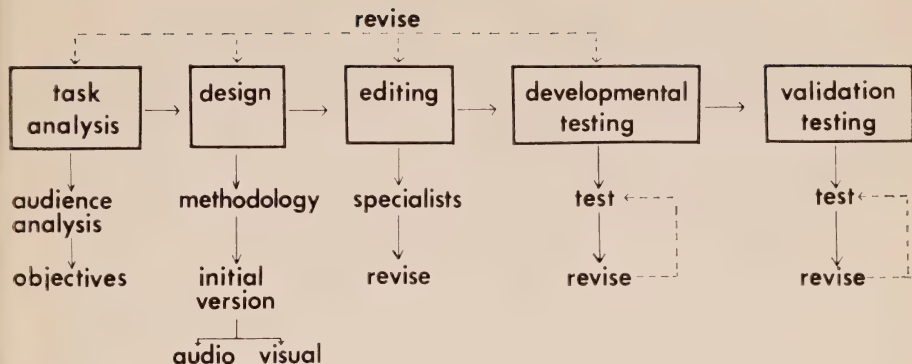 revise
task
analysis
design
editing
developmental
testing
validation
testing
audience
analysis
methodology
specialists
test
test
objectives
initial
version
revise
revise
revise
audio visual